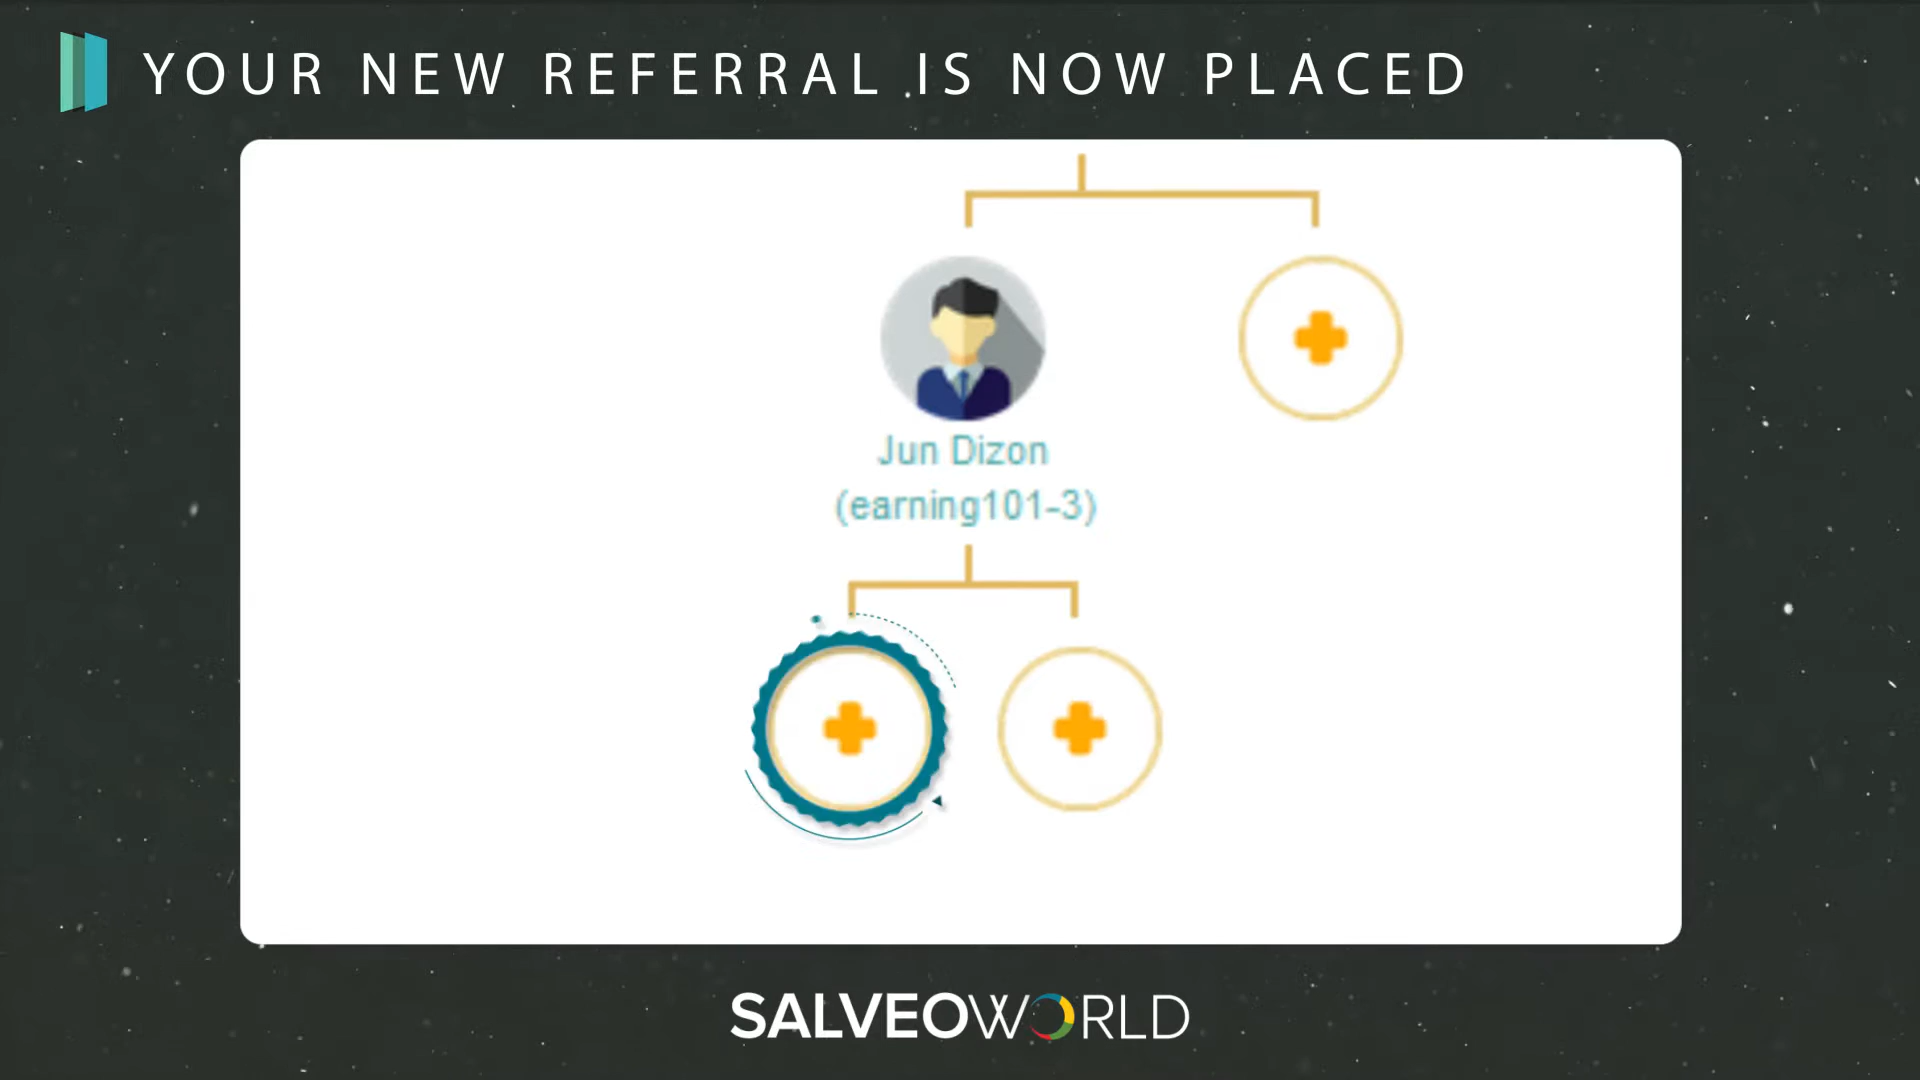 YOUR NEW REFERRAL IS NOW PLACED
Jun Dizon
(earning101-3)
SALVEOWORLD